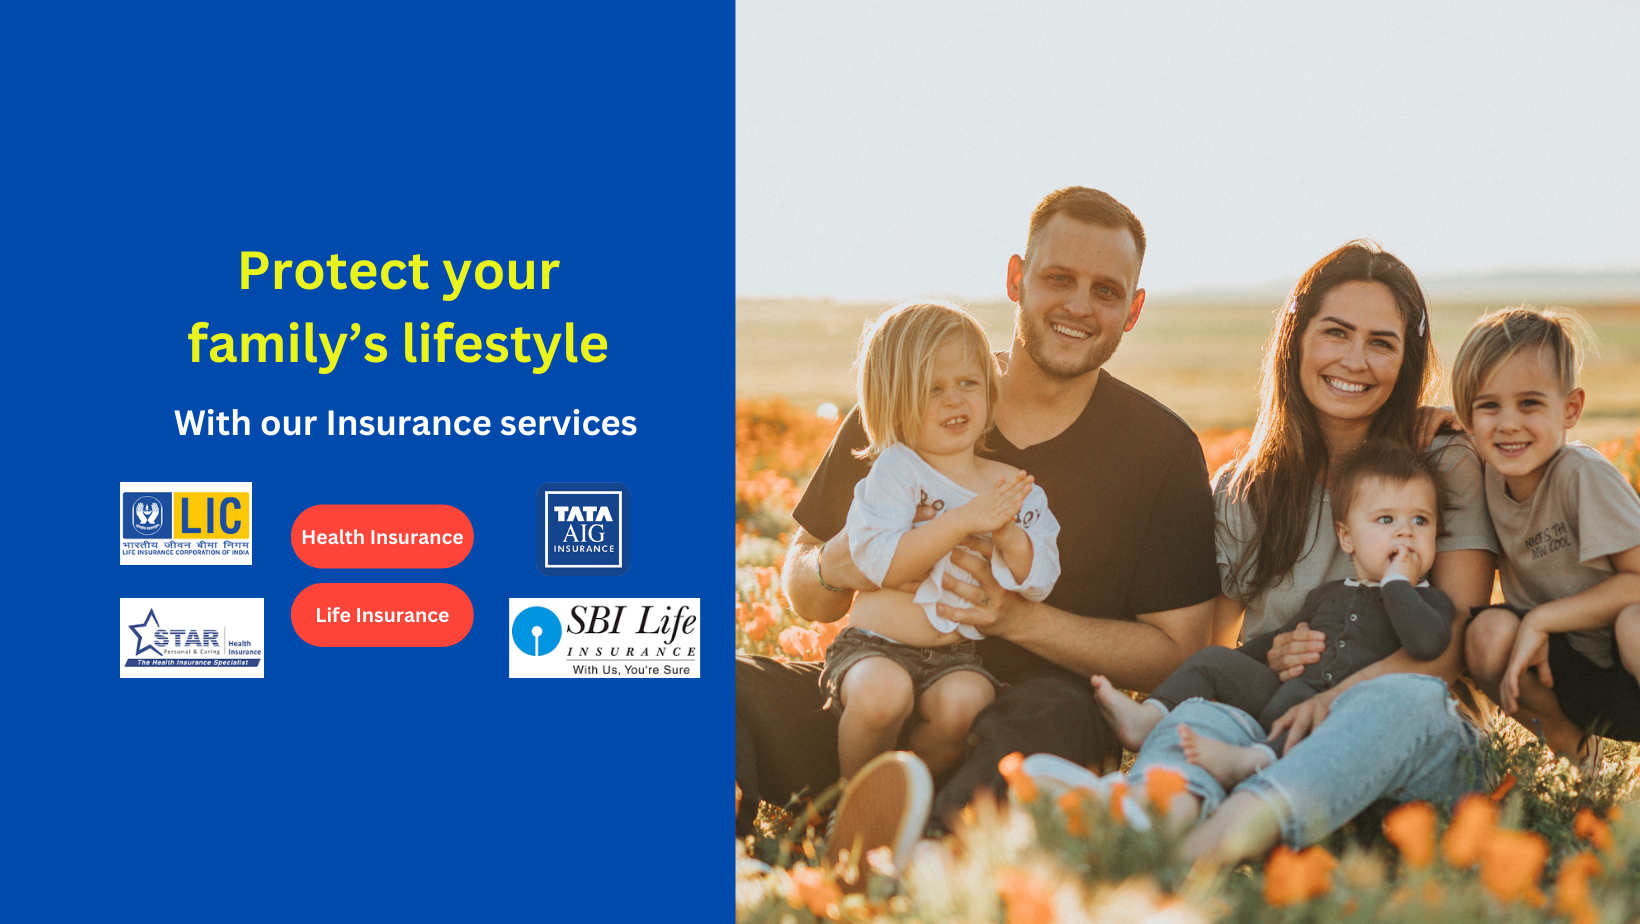 Protect your
family’s lifestyle
With our Insurance services
LIC
भारतीय जीवन बीमा निगम
LIFE INSURANCE CORPORATION OF INDIA
Health Insurance
TATA
AIG
INSURANCE
STAR
Personal & Caring
Health
Insurance
The Health Insurance Specialist
Life Insurance
SBI Life
INSURANCE
With Us, You're Sure